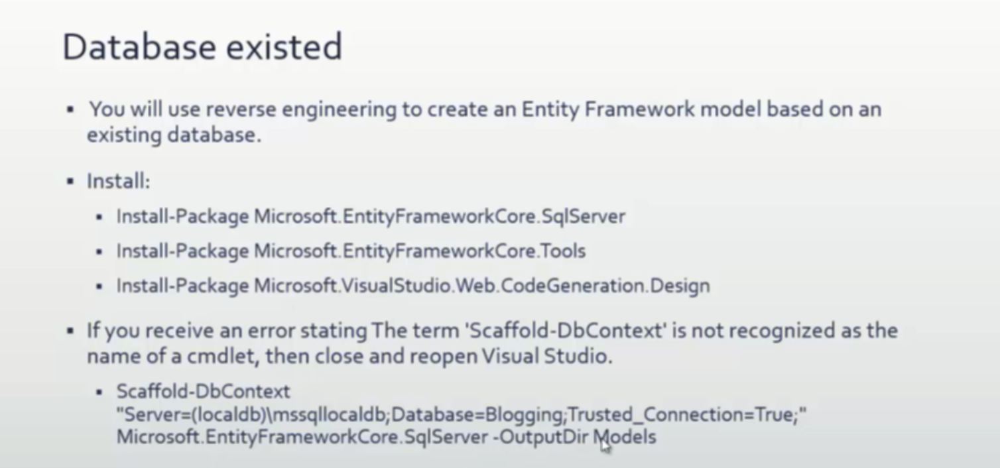 Database existed
You will use reverse engineering to create an Entity Framework model based on an
existing database.
Install:
Install-Package Microsoft.EntityFrameworkCore.SqlServer
Install-Package Microsoft.EntityFrameworkCore.Tools
Install-Package Microsoft.VisualStudio.Web.CodeGeneration.Design
If you receive an error stating The term 'Scaffold-DbContext' is not recognized as the
name of a cmdlet, then close and reopen Visual Studio.
Scaffold-DbContext
"Server=(localdb)\mssqllocaldb;Database=Blogging;Trusted_Connection=True;"
Microsoft.EntityFrameworkCore.SqlServer -OutputDir Models